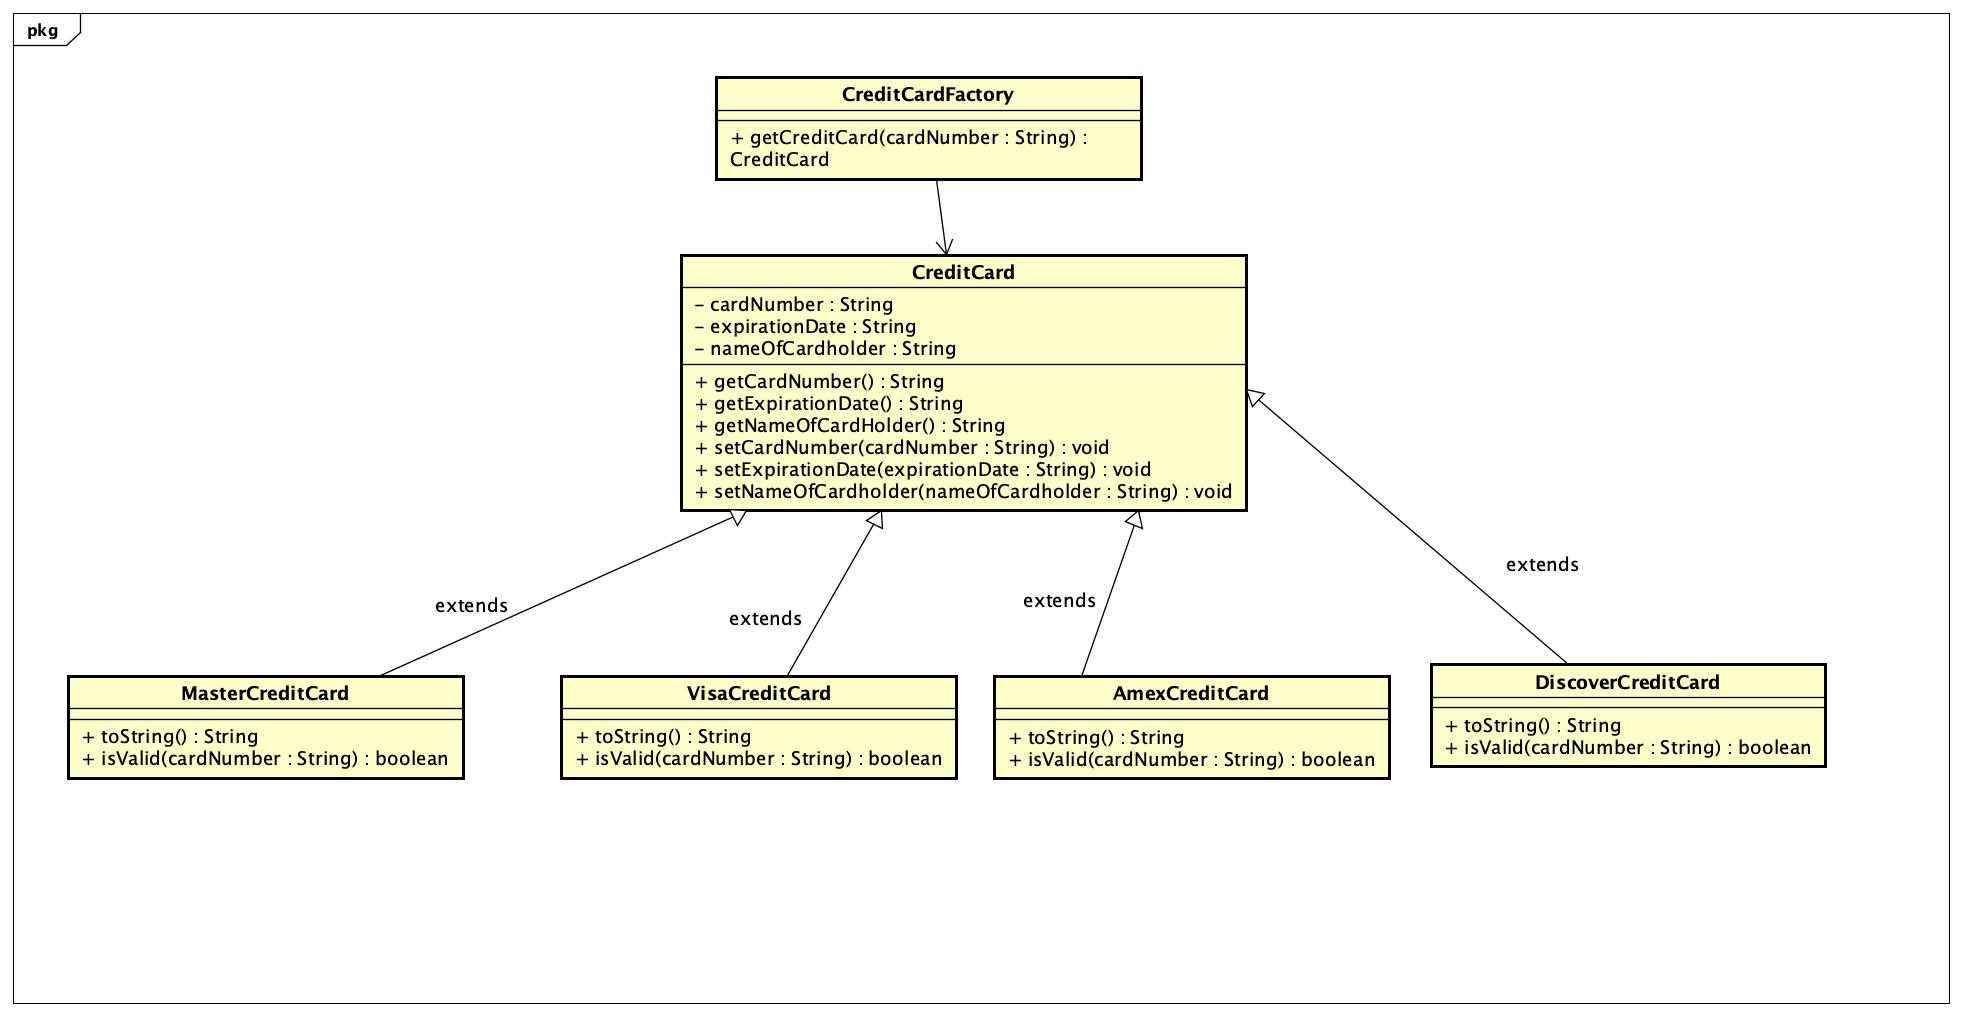 pkg
CreditCardFactory
+ getCreditCard(cardNumber : String) :
CreditCard
CreditCard
- cardNumber : String
- expirationDate : String
- nameOfCardholder : String
+ getCardNumber() : String
+ getExpirationDate() : String
+ getNameOfCardHolder() : String
+ setCardNumber(cardNumber : String) : void
+ setExpirationDate(expirationDate : String) : void
+ setNameOfCardholder(nameOfCardholder : String) : void
extends
extends
extends
extends
MasterCreditCard
+ toString() : String
+ isValid(cardNumber : String) : boolean
VisaCreditCard
+ toString() : String
+ isValid(cardNumber : String) : boolean
AmexCreditCard
+ toString() : String
+ isValid(cardNumber : String) : boolean
DiscoverCreditCard
+ toString() : String
+ isValid(cardNumber : String) : boolean